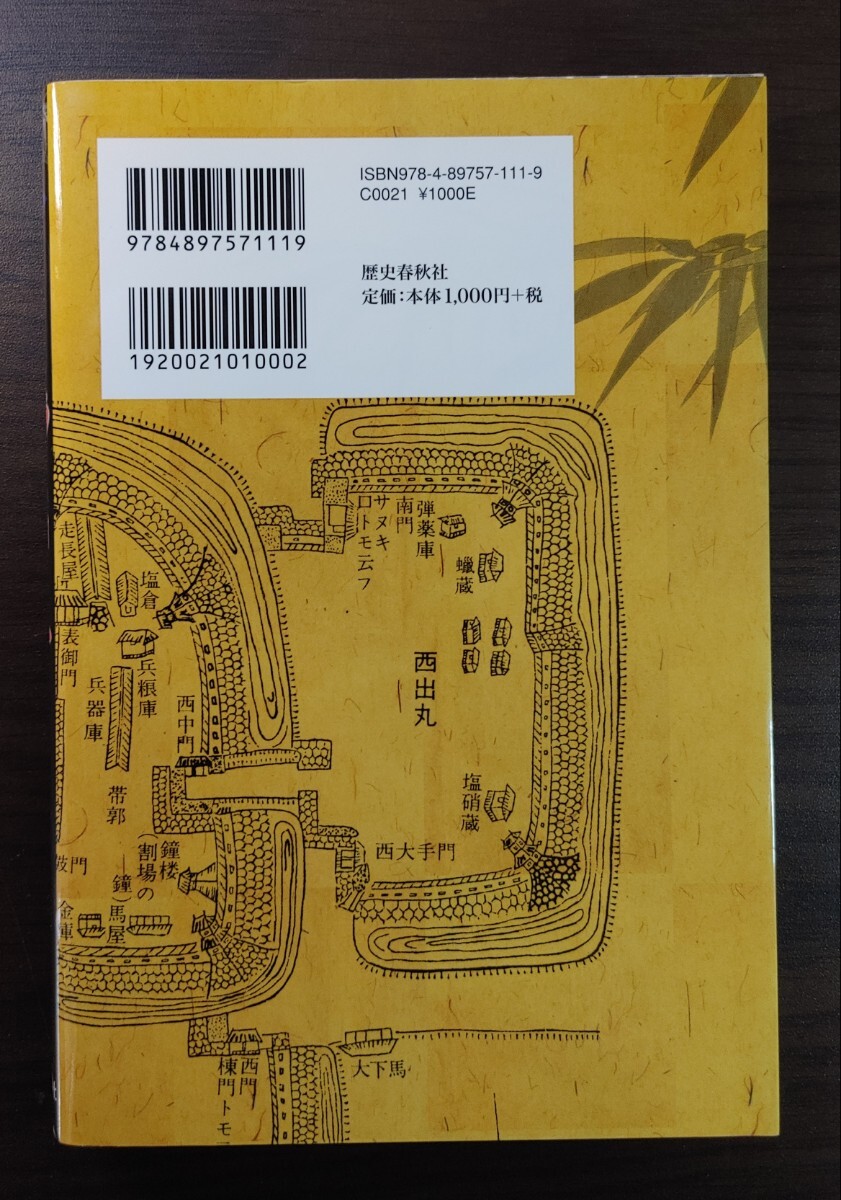 ISBN978-4-89757-111-9
C0021 ¥1000E
9784897571119
歴史春秋社
定価:本体1,000円+税
1920021010002
弾薬庫
南門
サヌキ
口トモ云フ
蠟蔵
西出丸
塩硝蔵
西大手門
走長屋
塩倉
表御門
兵粮庫
兵器庫
西中門
帯郭
鐘楼
(割場の
鐘)
馬屋
金庫
鼓門
西門
棟門トモ
大下馬